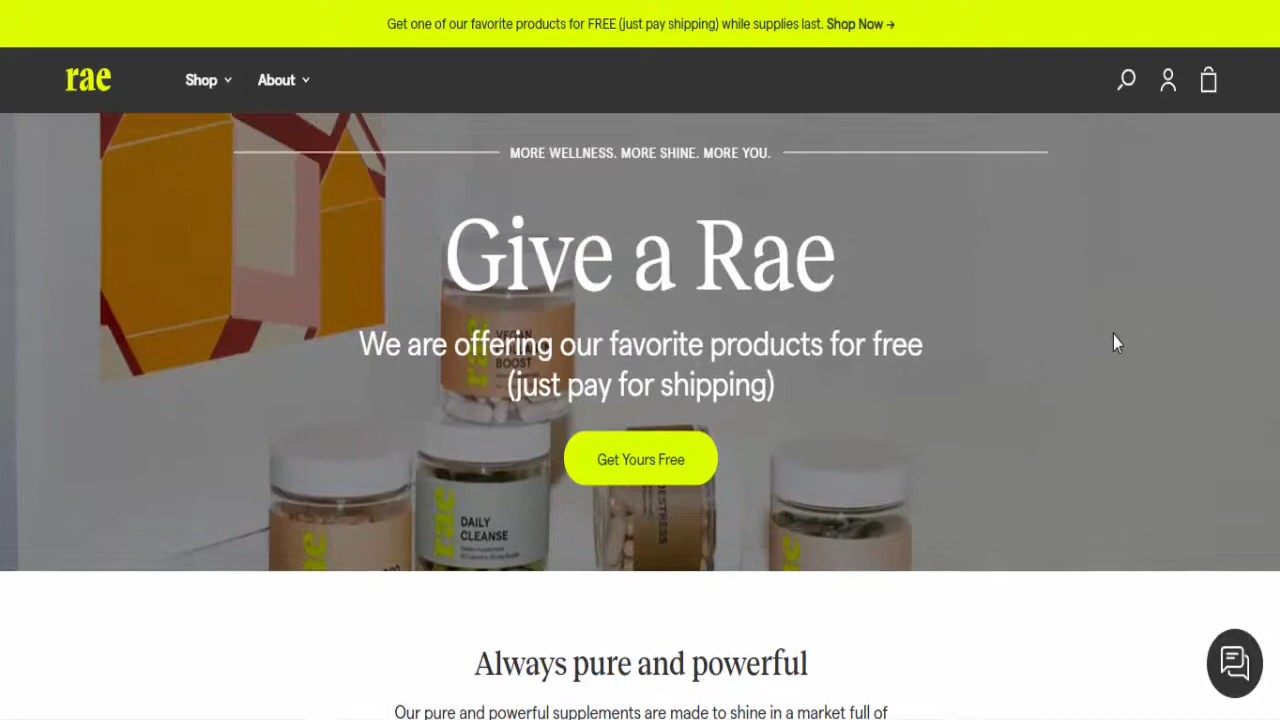 Get one of our favorite products for FREE (just pay shipping) while supplies last. Shop Now →
rae Shop About
MORE WELLNESS. MORE SHINE. MORE YOU.
Give a Rae
We are offering our favorite products for free
(just pay for shipping)
Get Yours Free
VEGAN
BOOST
rae
DAILY
CLEANSE
rae
DESTRESS
rae
rae
Always pure and powerful
Our pure and powerful supplements are made to shine in a market full of